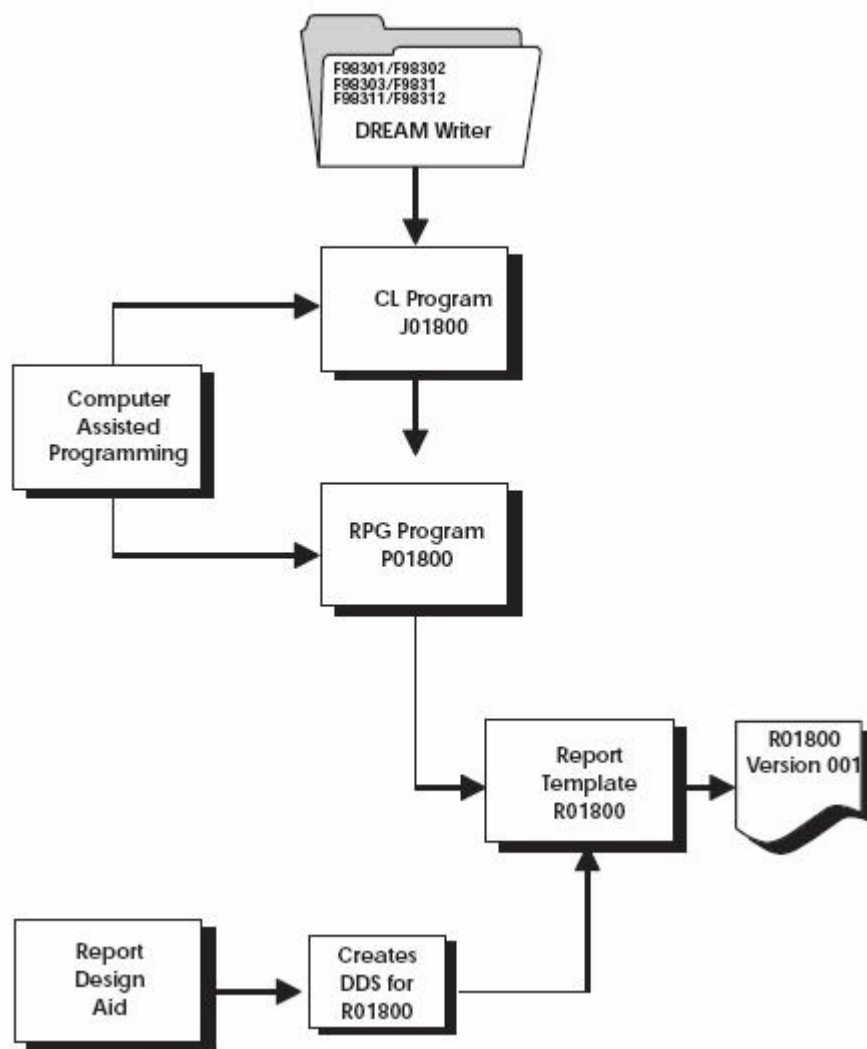 F98301/F98302
F98303/F9831
F98311/F98312
DREAM Writer
CL Program
J01800
Computer
Assisted
Programming
RPG Program
P01800
Report
Template
R01800
R01800
Version 001
Report
Design
Aid
Creates
DDS for
R01800